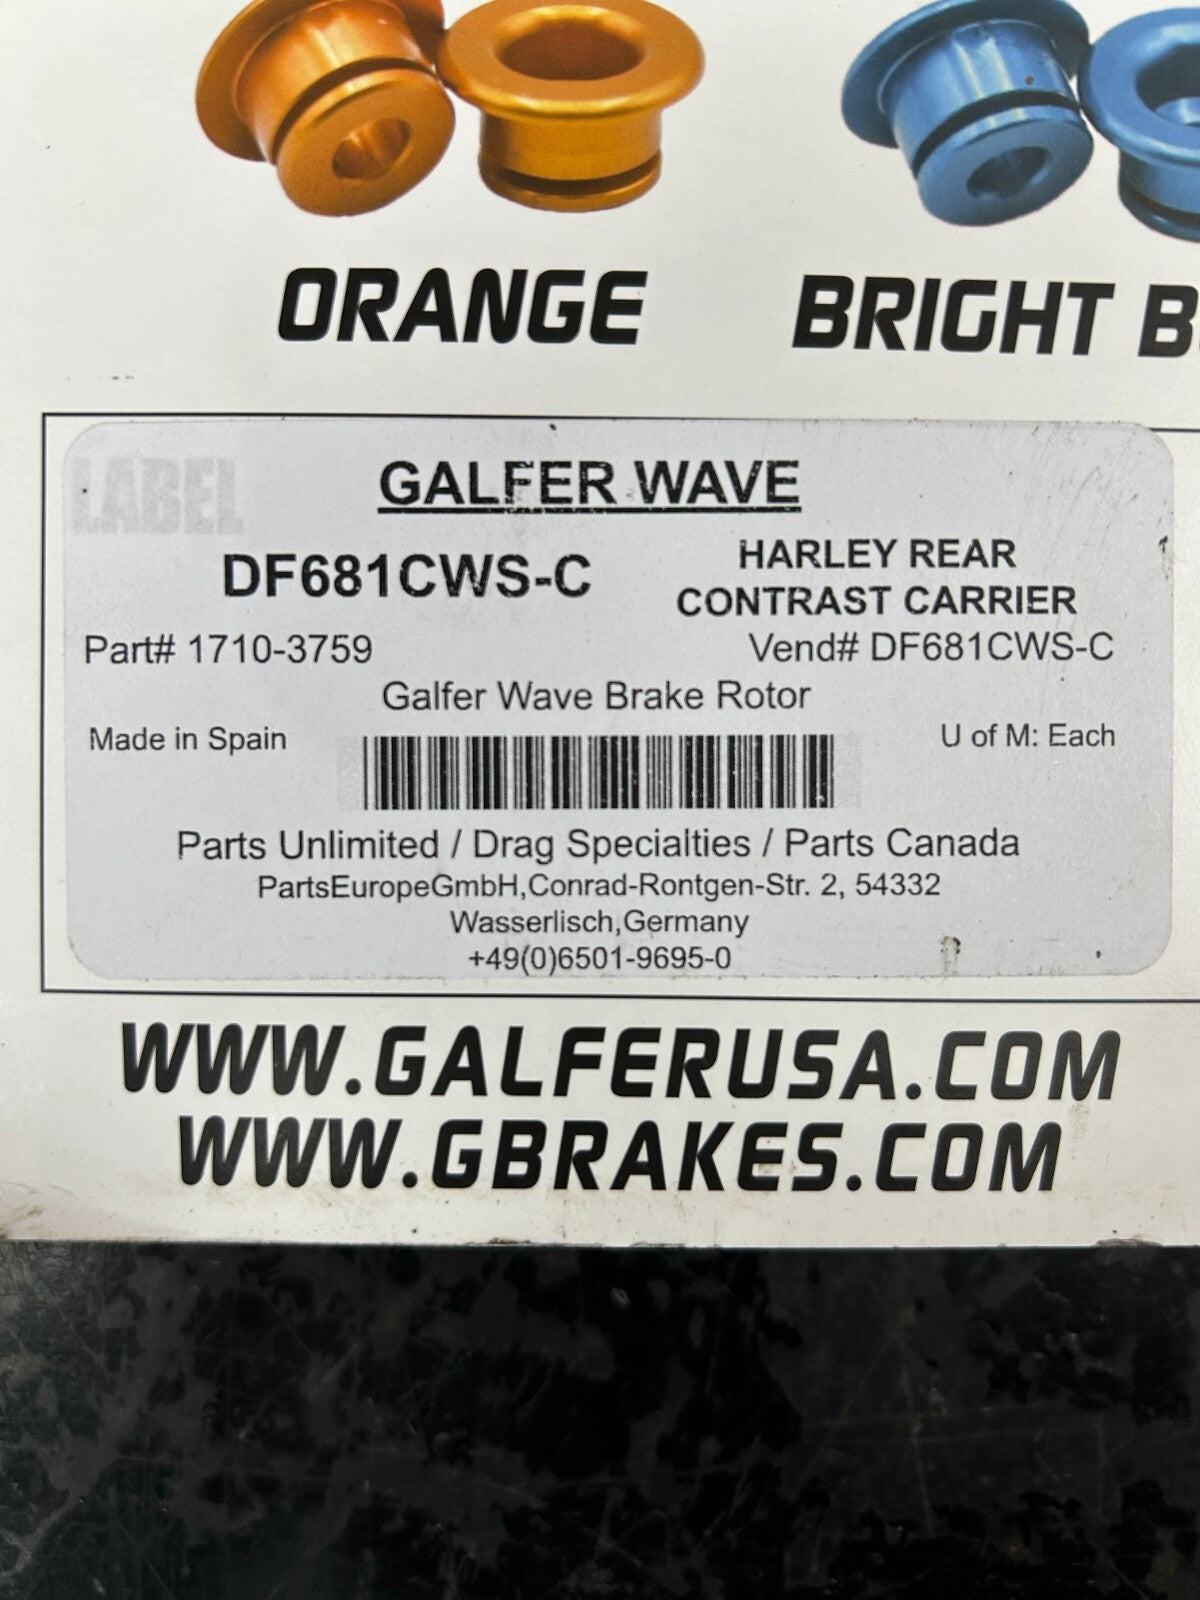 ORANGE
BRIGHT B
LABEL
GALFER WAVE
DF681CWS-C
HARLEY REAR
CONTRAST CARRIER
Part# 1710-3759
Vend# DF681CWS-C
Galfer Wave Brake Rotor
Made in Spain
U of M: Each
Parts Unlimited / Drag Specialties / Parts Canada
PartsEuropeGmbH,Conrad-Rontgen-Str. 2, 54332
Wasserlisch,Germany
+49(0)6501-9695-0
WWW.GALFERUSA.COM
WWW.GBRAKES.COM